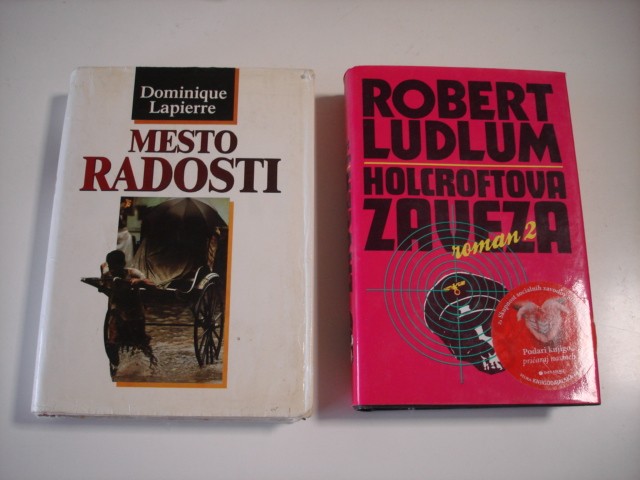 Dominique
Lapierre
MESTO
RADOSTI
ROBERT
LUDLUM
HOLCROFTOVA
ZAVEZA
roman 2
Podari knjigo,